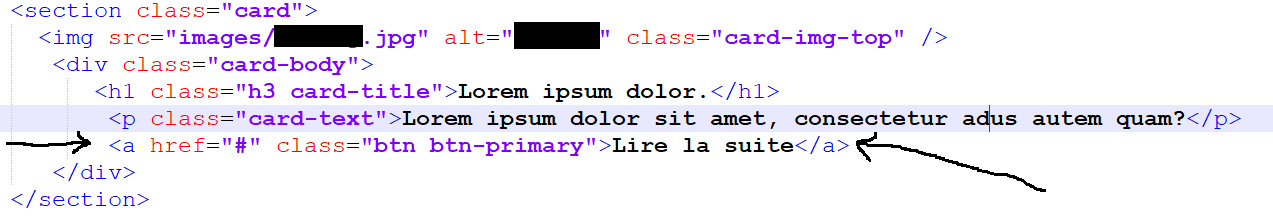 <section class="card">
<img src="images/ .jpg" alt=" " class="card-img-top" />
<div class="card-body">
<h1 class="h3 card-title">Lorem ipsum dolor.</h1>
<p class="card-text">Lorem ipsum dolor sit amet, consectetur adus autem quam?</p>
<a href="#" class="btn btn-primary">Lire la suite</a>
</div>
</section>